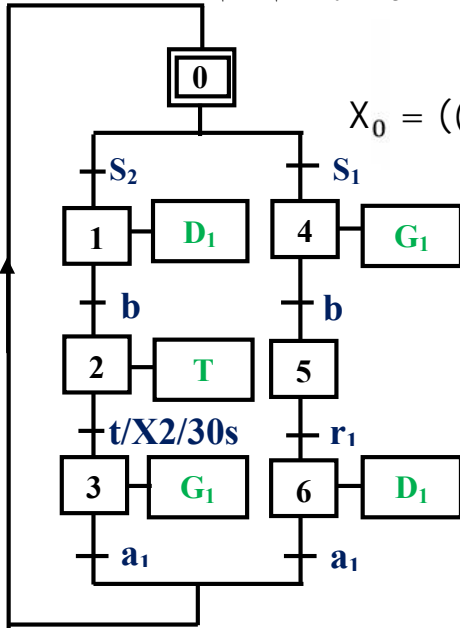 0
X₀ = ((
S₂ S₁
1 D₁ 4 G₁
b b
2 T 5
t/X2/30s r₁
3 G₁ 6 D₁
a₁ a₁